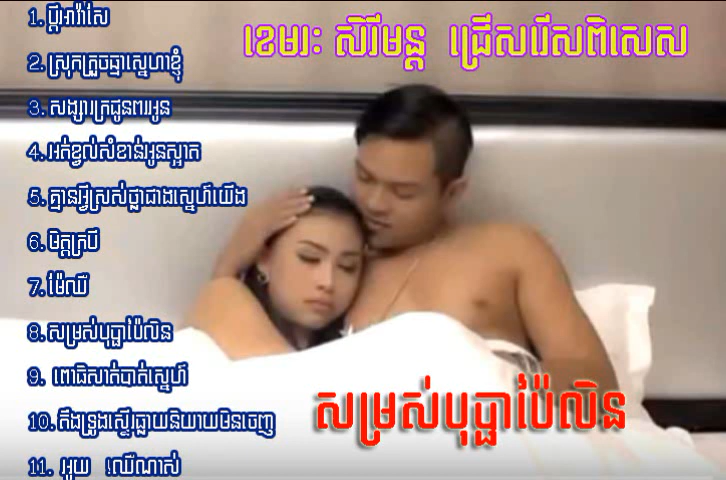 ខេមរៈ សិរីមន្ត ជ្រើសរើសពិសេស
1. ប្ដីអាវ៉ាសែ
2. ស្រុកក្រួចឆ្មាស្នេហាខ្ញុំ
3. សង្សារក្រដូនពររអូន
4. អត់ខ្វល់សំខាន់អូនស្អាត
5. គ្មានអ្វីស្រស់ថ្លាជាងស្នេហ៍យើង
6. មិត្តក្របី
7. ម៉ែឈឺ
8. សម្រស់បុប្ផាប៉ៃលិន
9. ពោធិសាត់បាត់ស្នេហ៍
10. តឹងទ្រូងស្ទើរធ្លាយនិយាយមិនចេញ
11. អូយ ឈឺណាស់
សម្រស់បុប្ផាប៉ៃលិន